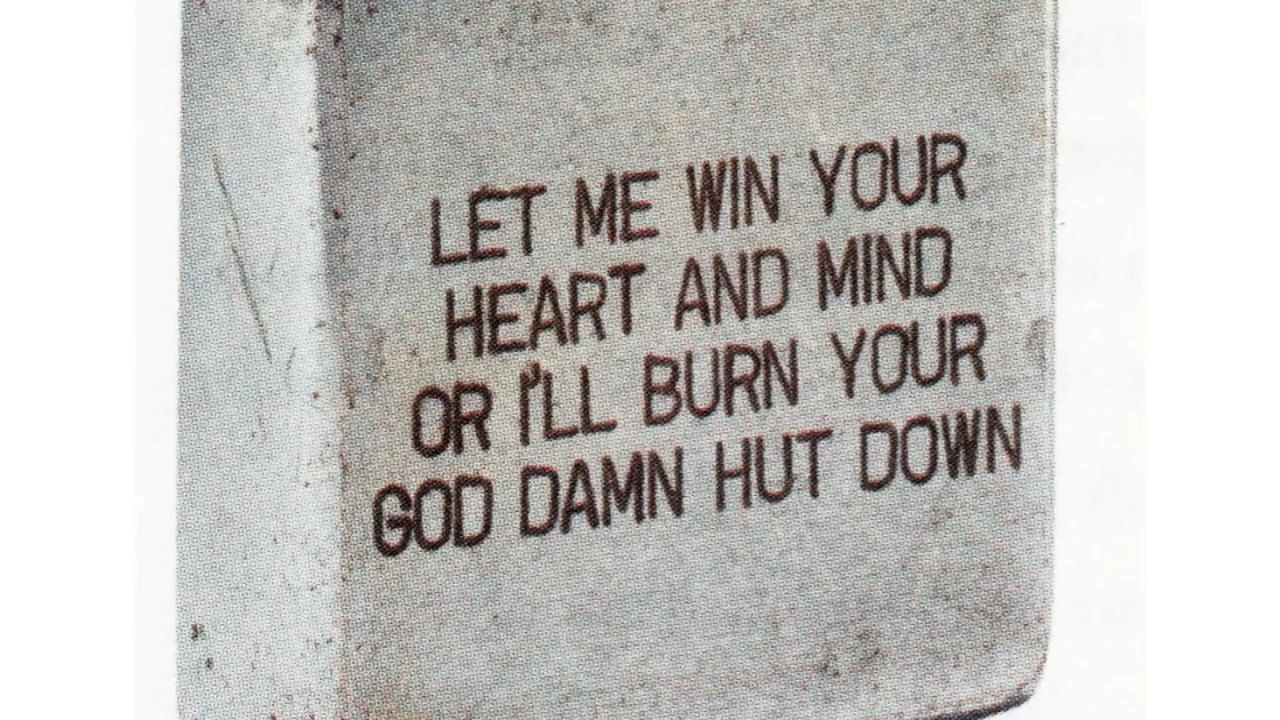 LET ME WIN YOUR
HEART AND MIND
OR I'LL BURN YOUR
GOD DAMN HUT DOWN